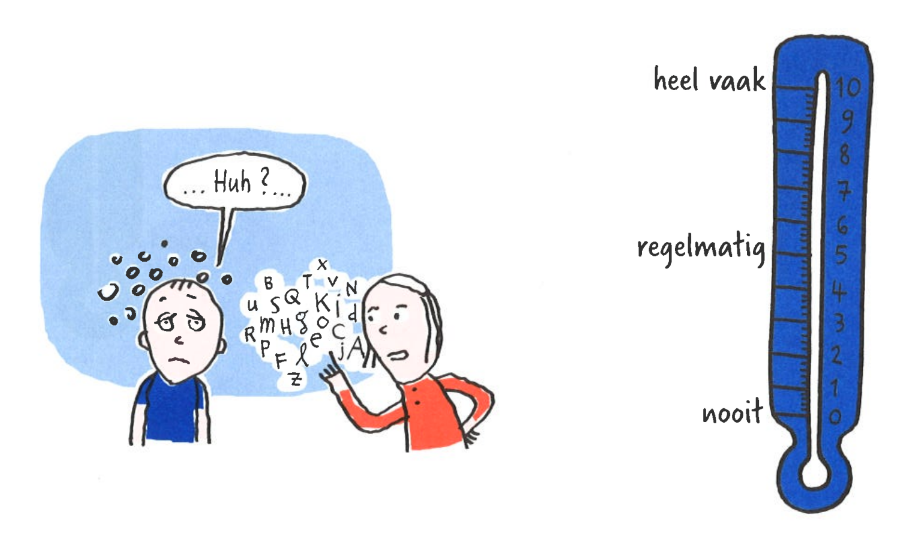 ... Huh ?...
X
B T V N
u S Q K i d
R m H g o C
P F l e j A
Z
heel vaak
regelmatig
nooit
10
9
8
7
6
5
4
3
2
1
0